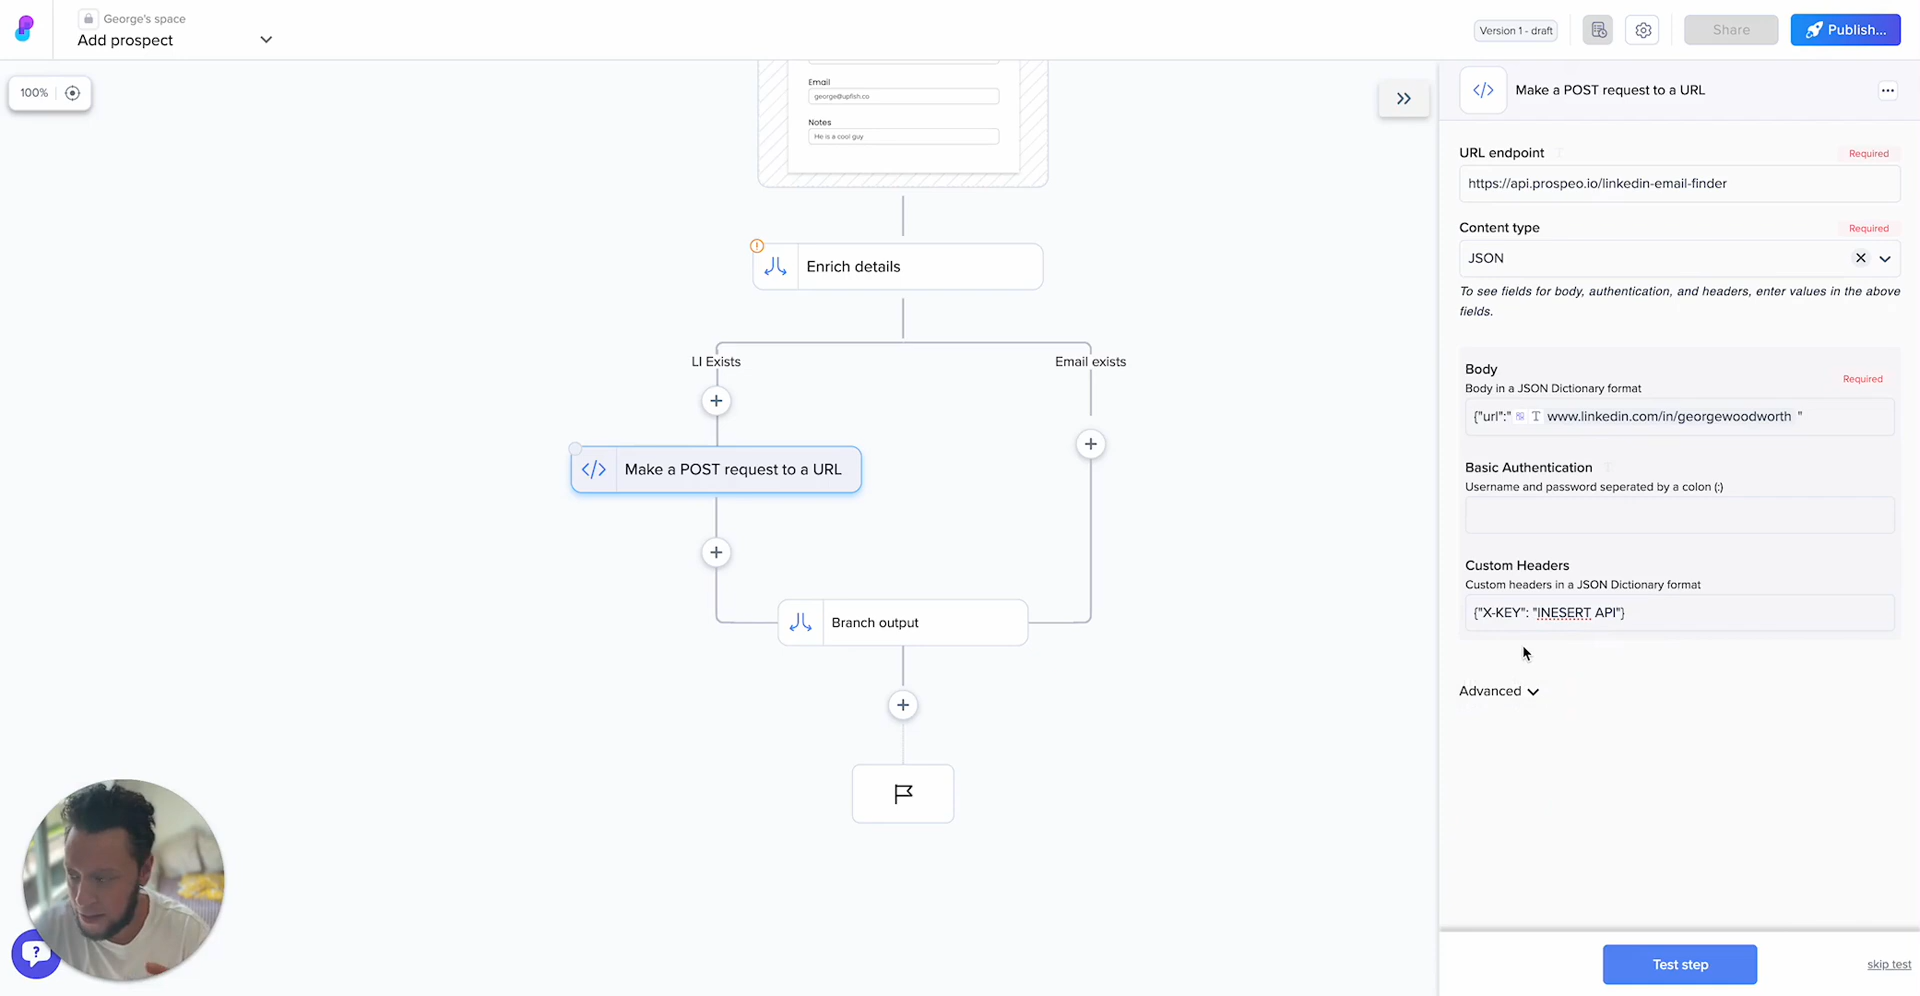 George's space
Add prospect
Version 1 - draft
Share
Publish...
100%
Email
george@upfish.co
Notes
He is a cool guy
Enrich details
LI Exists
Email exists
Make a POST request to a URL
Branch output
Make a POST request to a URL
URL endpoint
Required
https://api.prospeo.io/linkedin-email-finder
Content type
Required
JSON
To see fields for body, authentication, and headers, enter values in the above
fields.
Body
Required
Body in a JSON Dictionary format
{"url":" T www.linkedin.com/in/georgewoodworth "
Basic Authentication
Username and password seperated by a colon (:)
Custom Headers
Custom headers in a JSON Dictionary format
{"X-KEY": "INESERT API"}
Advanced
Test step
skip test